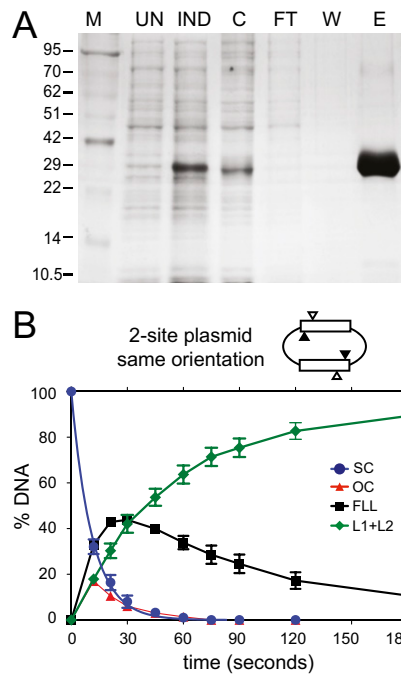 A
M UN IND C FT W E
95
62
51
42
29
22
14
10.5
B
2-site plasmid
same orientation
100
80
60
40
20
0
% DNA
SC
OC
FLL
L1+L2
0 30 60 90 120 150 18
time (seconds)